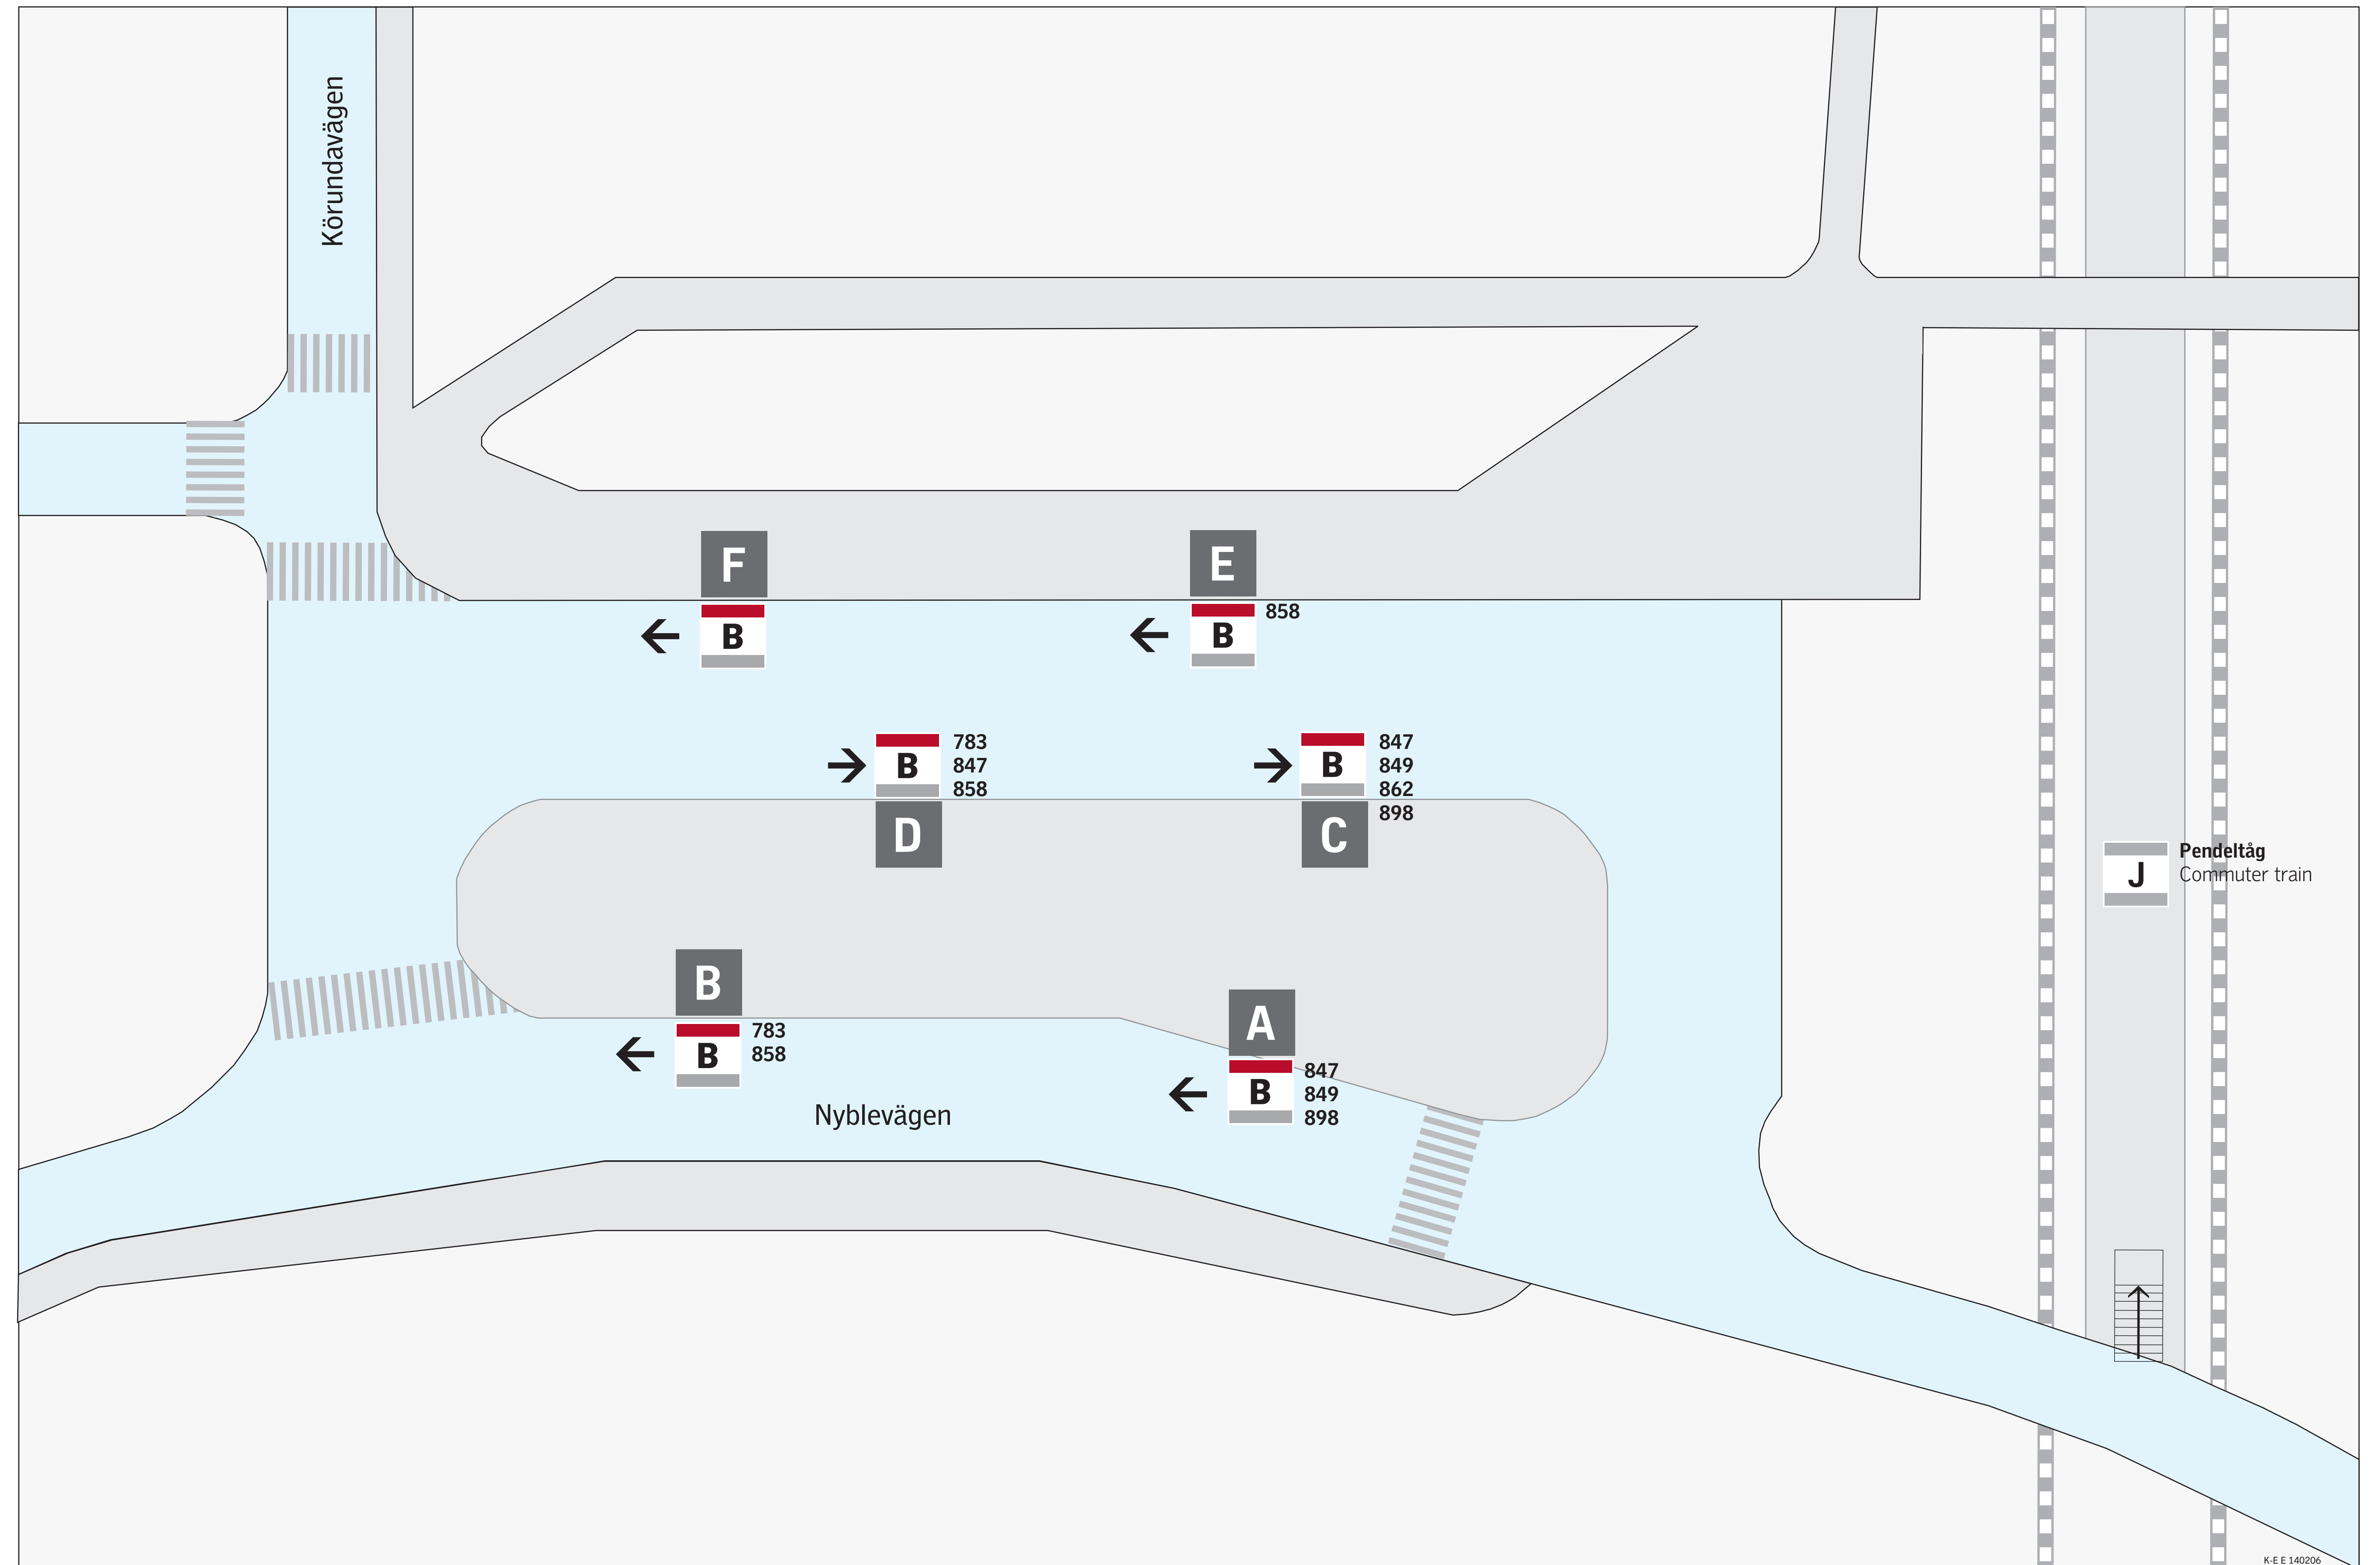 Körundavägen
F
B
E
B
858
B
783
847
858
D
B
847
849
862
898
C
J
Pendeltåg
Commuter train
B
B
783
858
A
B
847
849
898
Nyblevägen
K-E E 140206